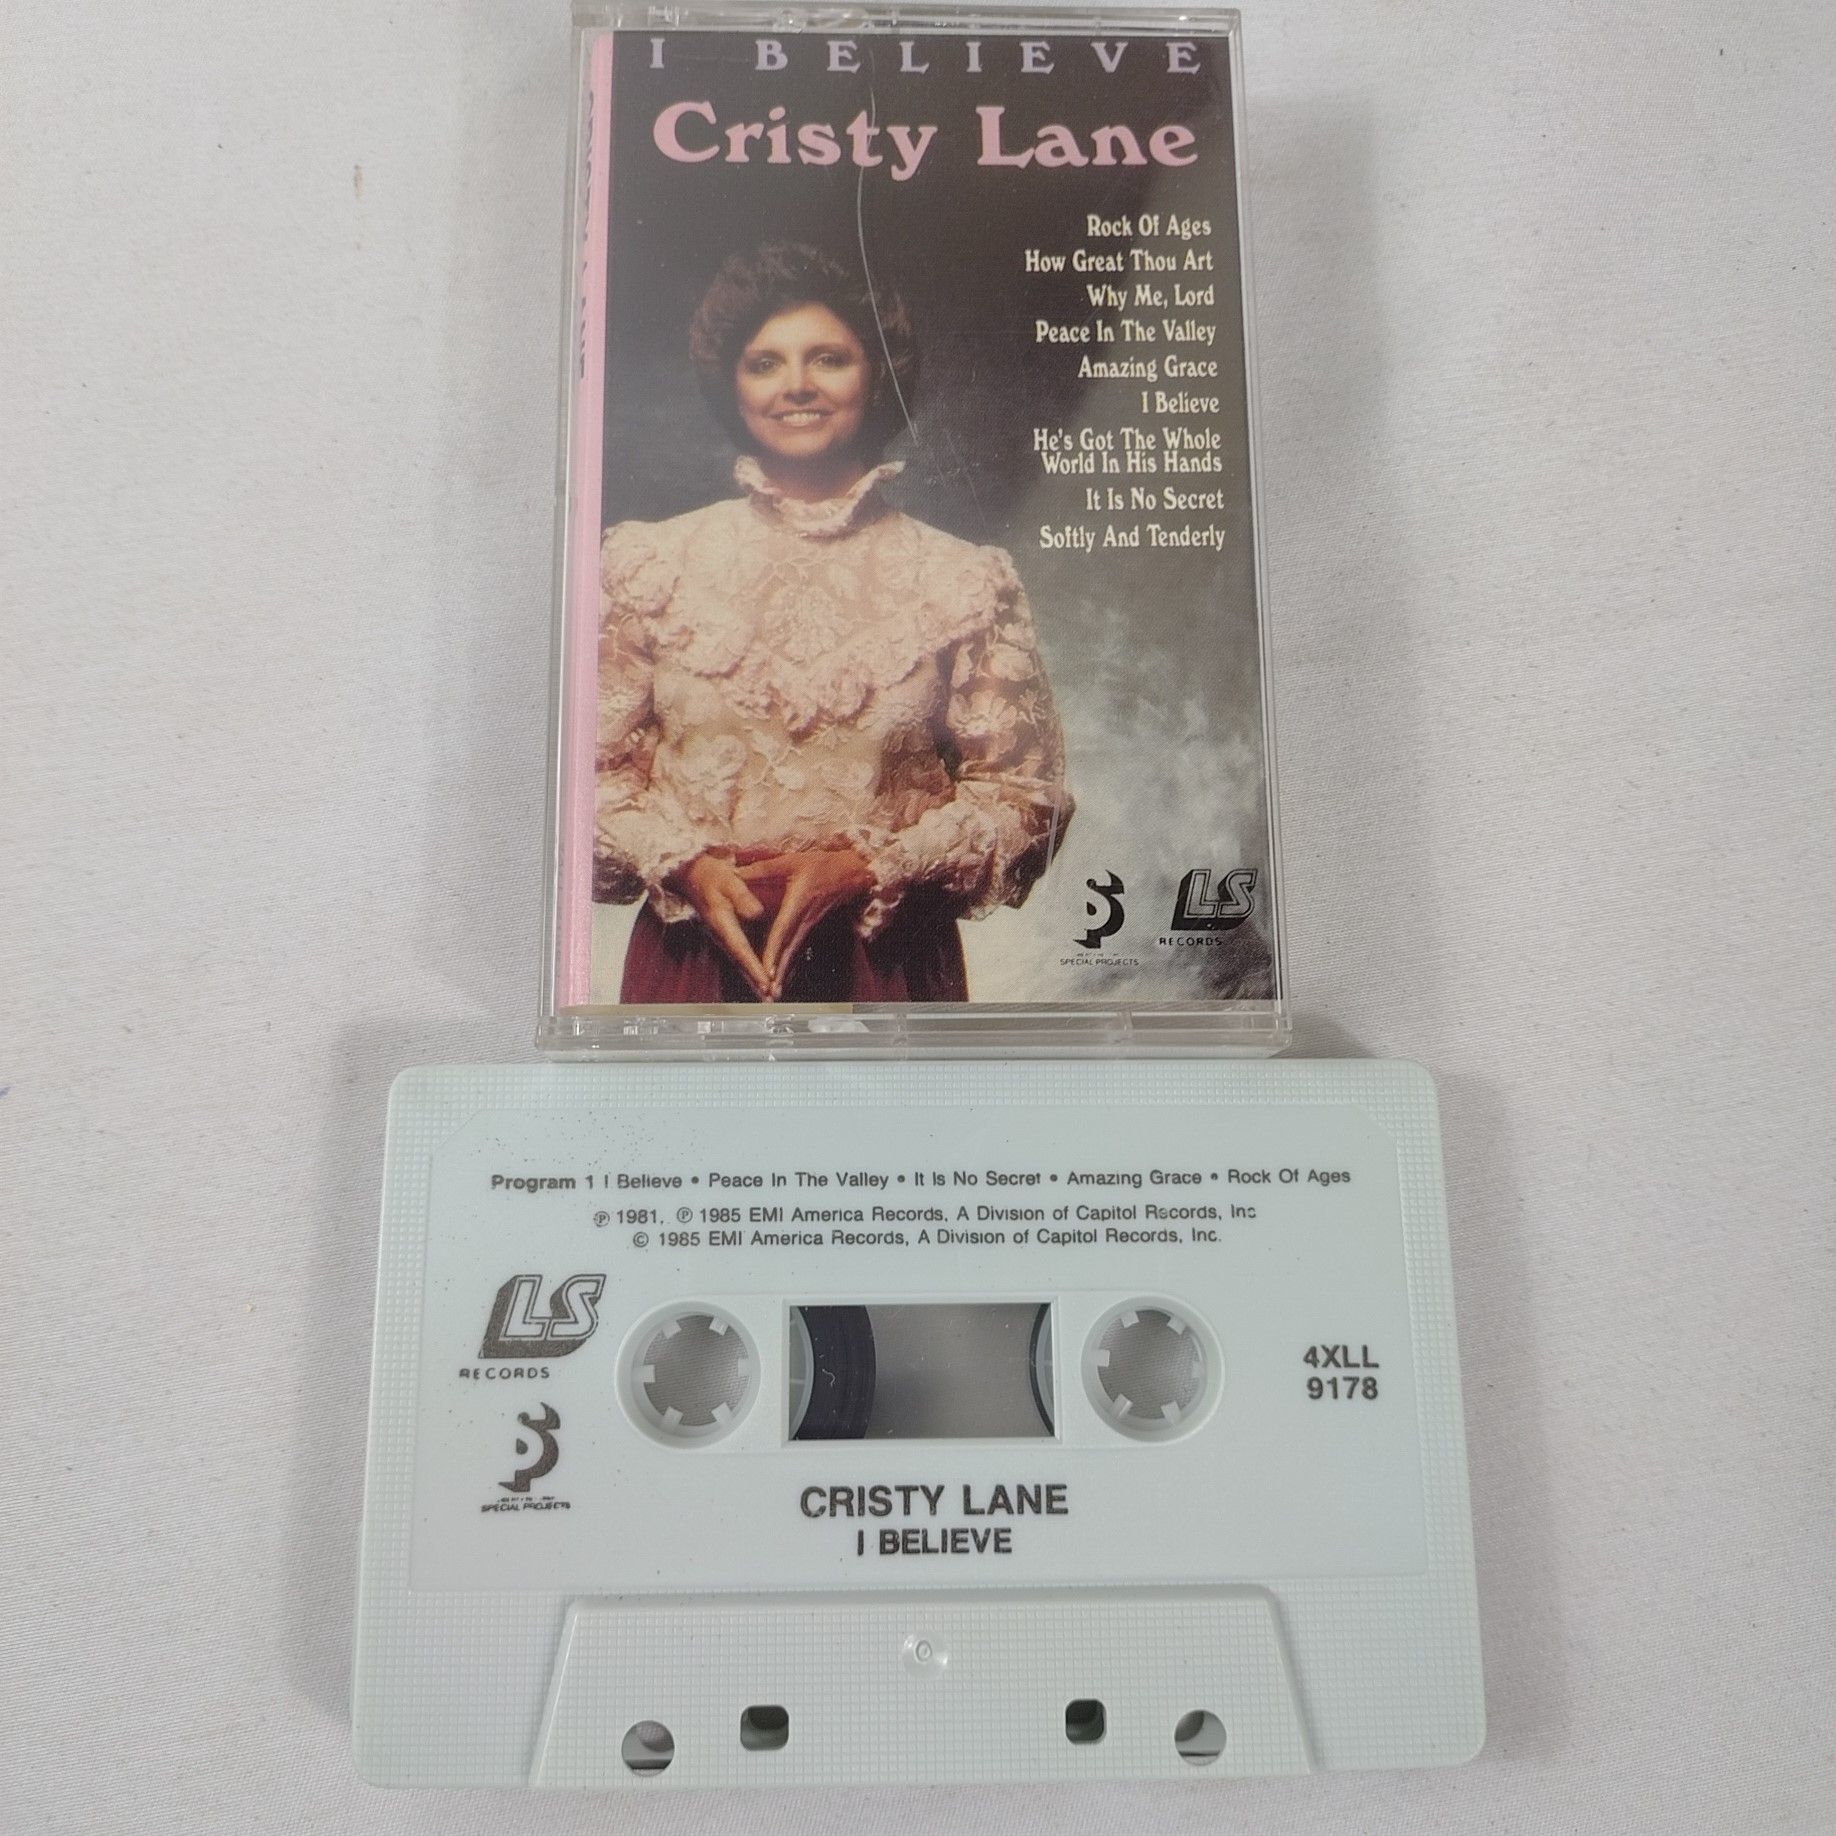 I BELIEVE
Cristy Lane
Rock Of Ages
How Great Thou Art
Why Me, Lord
Peace In The Valley
Amazing Grace
I Believe
He's Got The Whole
World In His Hands
It Is No Secret
Softly And Tenderly
LS
RECORDS
SPECIAL PROJECTS
Program 1 I Believe • Peace In The Valley • It Is No Secret • Amazing Grace • Rock Of Ages
℗ 1981, ℗ 1985 EMI America Records, A Division of Capitol Records, Inc
© 1985 EMI America Records, A Division of Capitol Records, Inc.
LS
RECORDS
SPECIAL PROJECTS
4XLL
9178
CRISTY LANE
I BELIEVE